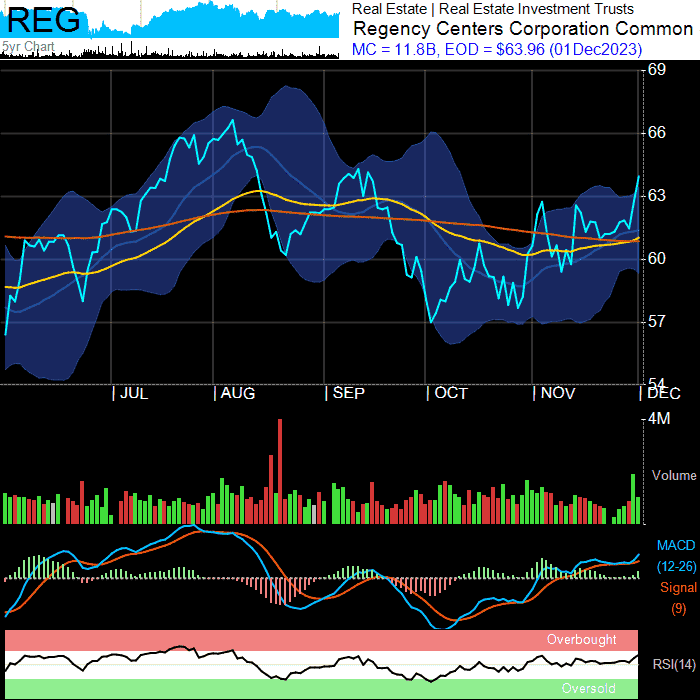 REG
5yr Chart
Real Estate | Real Estate Investment Trusts
Regency Centers Corporation Common
MC = 11.8B, EOD = $63.96 (01Dec2023)
69
66
63
60
57
54
JUL AUG SEP OCT NOV DEC
4M
Volume
MACD
(12-26)
Signal
(9)
Overbought
RSI(14)
Oversold